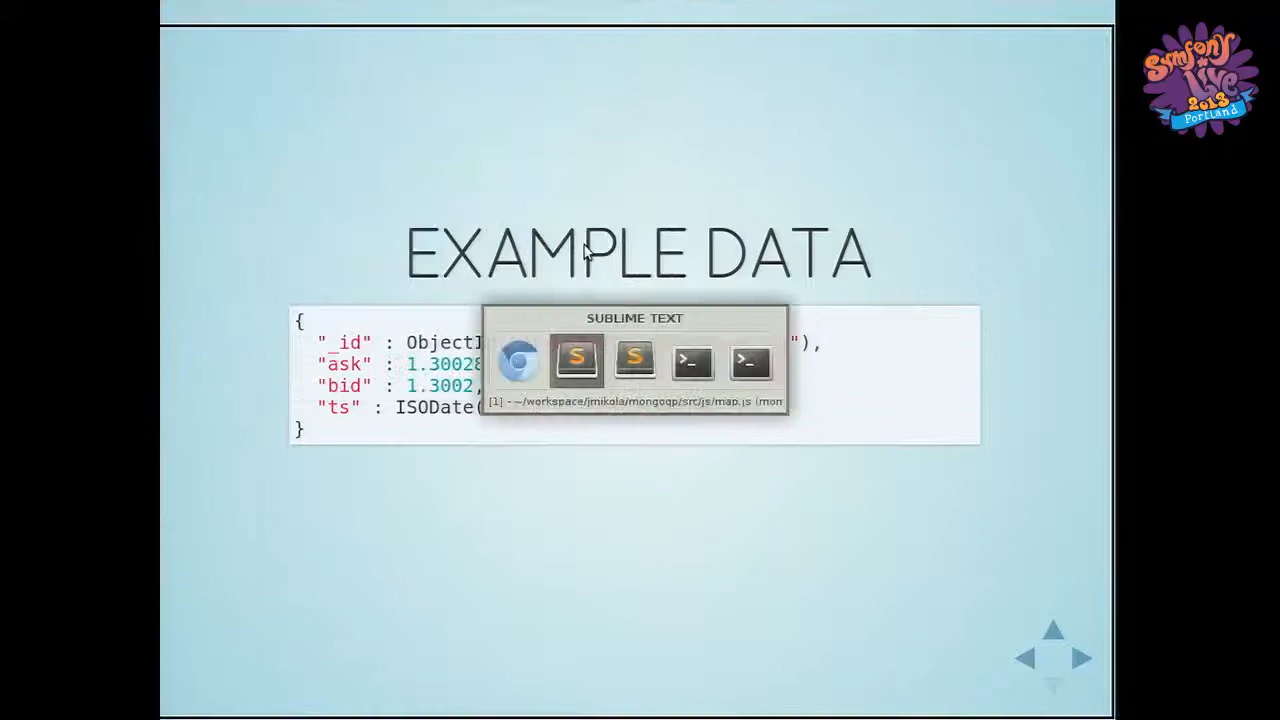 Symfony
Live
2013
Portland
EXAMPLE DATA
{
"_id" : ObjectI "),
"ask" : 1.30028
"bid" : 1.3002,
"ts" : ISODate(
}
SUBLIME TEXT
[1] - ~/workspace/jmikola/mongoqp/src/js/map.js (mon